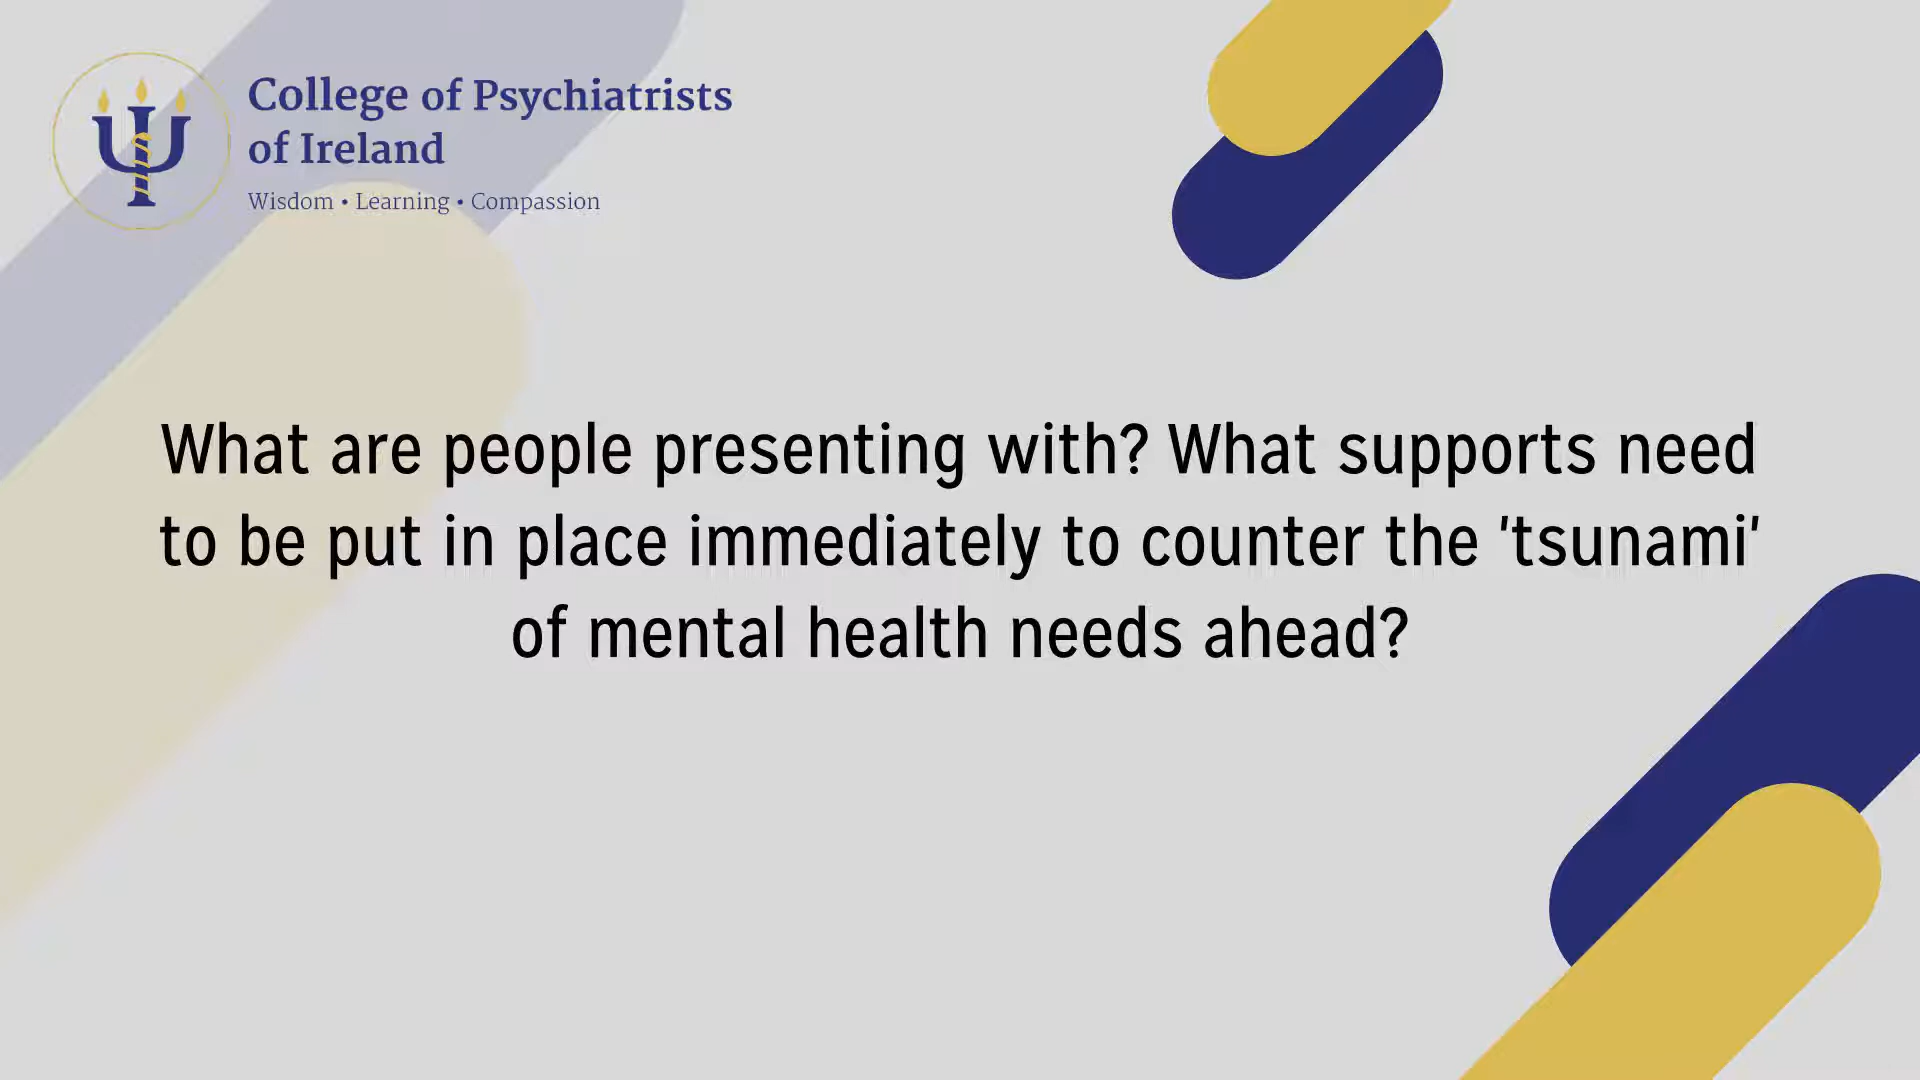 College of Psychiatrists
of Ireland
Wisdom • Learning • Compassion
What are people presenting with? What supports need
to be put in place immediately to counter the 'tsunami'
of mental health needs ahead?